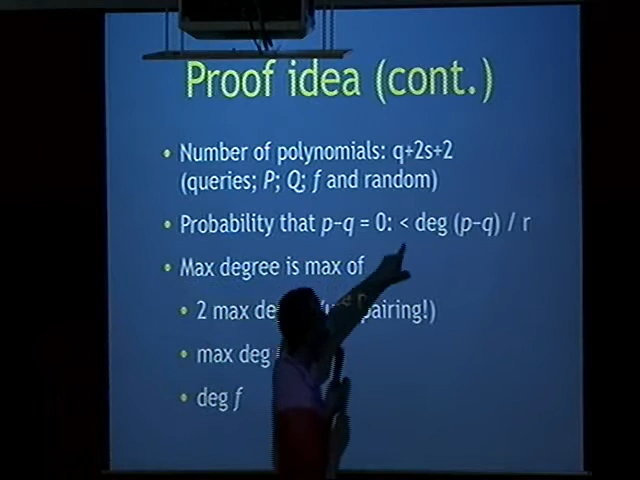 Proof idea (cont.)
• Number of polynomials: q+2s+2
(queries; P; Q; f and random)
• Probability that p-q = 0: < deg (p-q) / r
• Max degree is max of
• 2 max pairing!)
• max deg
• deg f